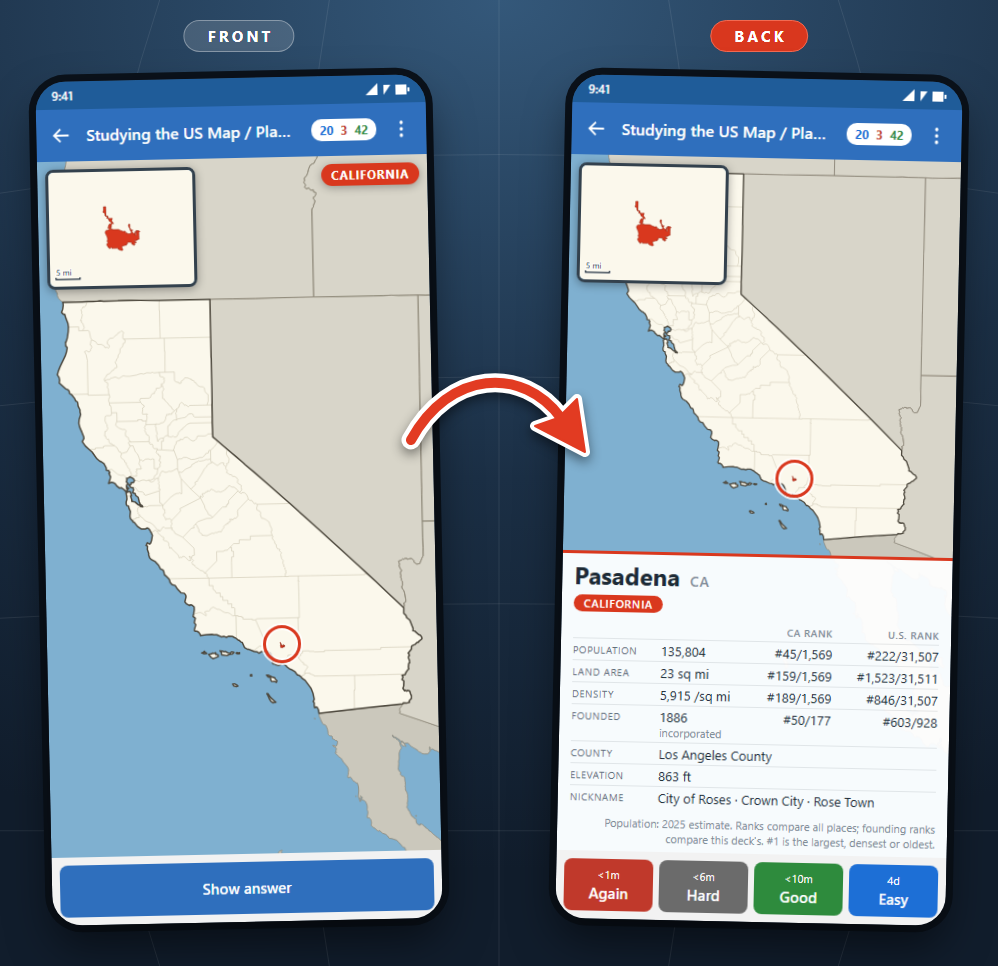 FRONT
BACK
9:41
Studying the US Map / Pla...
20 3 42
CALIFORNIA
5 mi
Show answer
9:41
Studying the US Map / Pla...
20 3 42
5 mi
Pasadena CA
CALIFORNIA
CA RANK U.S. RANK
POPULATION 135,804 #45/1,569 #222/31,507
LAND AREA 23 sq mi #159/1,569 #1,523/31,511
DENSITY 5,915 /sq mi #189/1,569 #846/31,507
FOUNDED 1886 #50/177 #603/928
incorporated
COUNTY Los Angeles County
ELEVATION 863 ft
NICKNAME City of Roses · Crown City · Rose Town
Population: 2025 estimate. Ranks compare all places; founding ranks
compare this deck's. #1 is the largest, densest or oldest.
<1m <6m <10m 4d
Again Hard Good Easy